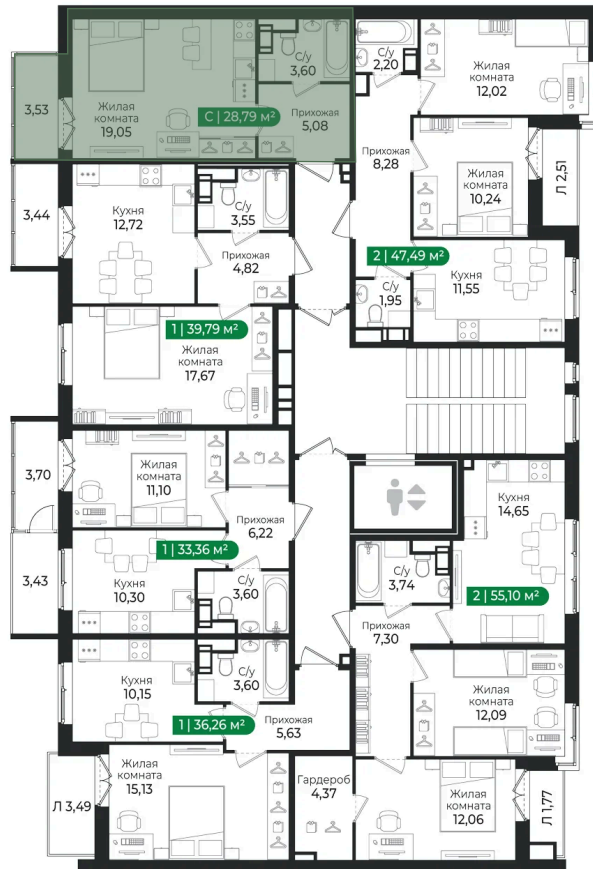 3,53
Жилая
комната
19,05
С/у
3,60
С | 28,79 м²
Прихожая
5,08
С/у
2,20
Жилая
комната
12,02
Прихожая
8,28
Жилая
комната
10,24
Л 2,51
3,44
Кухня
12,72
С/у
3,55
Прихожая
4,82
2 | 47,49 м²
С/у
1,95
Кухня
11,55
1 | 39,79 м²
Жилая
комната
17,67
3,70
Жилая
комната
11,10
Прихожая
6,22
Кухня
14,65
3,43
1 | 33,36 м²
Кухня
10,30
С/у
3,60
С/у
3,74
2 | 55,10 м²
Прихожая
7,30
Кухня
10,15
С/у
3,60
1 | 36,26 м²
Прихожая
5,63
Жилая
комната
12,09
Л 3,49
Жилая
комната
15,13
Гардероб
4,37
Жилая
комната
12,06
Л 1,77